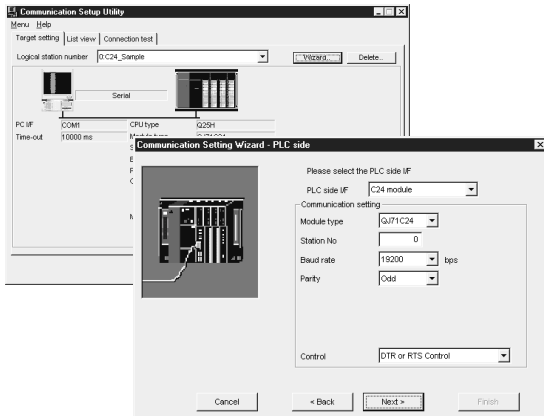 Communication Setup Utility
Menu Help
Target setting List view Connection test
Logical station number 0:C24_Sample Wizard... Delete...
Serial
PC I/F COM1 CPU type Q25H
Time-out 10000 ms
Communication Setting Wizard - PLC side
Please select the PLC side I/F
PLC side I/F C24 module
Communication setting
Module type QJ71C24
Station No 0
Baud rate 19200 bps
Parity Odd
Control DTR or RTS Control
Cancel < Back Next > Finish